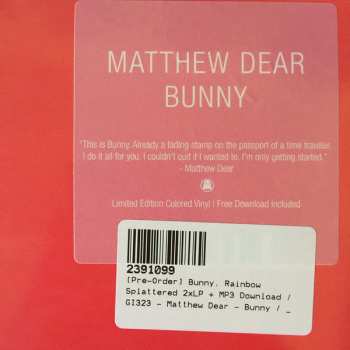 MATTHEW DEAR
BUNNY
"This is Bunny. Already a fading stamp on the passport of a time traveller.
I do it all for you. I couldn't quit if I wanted to. I'm only getting started."
- Matthew Dear
Limited Edition Colored Vinyl | Free Download Included
2391099
[Pre-Order] Bunny. Rainbow
Splattered 2xLP + MP3 Download /
GI323 - Matthew Dear - Bunny / _